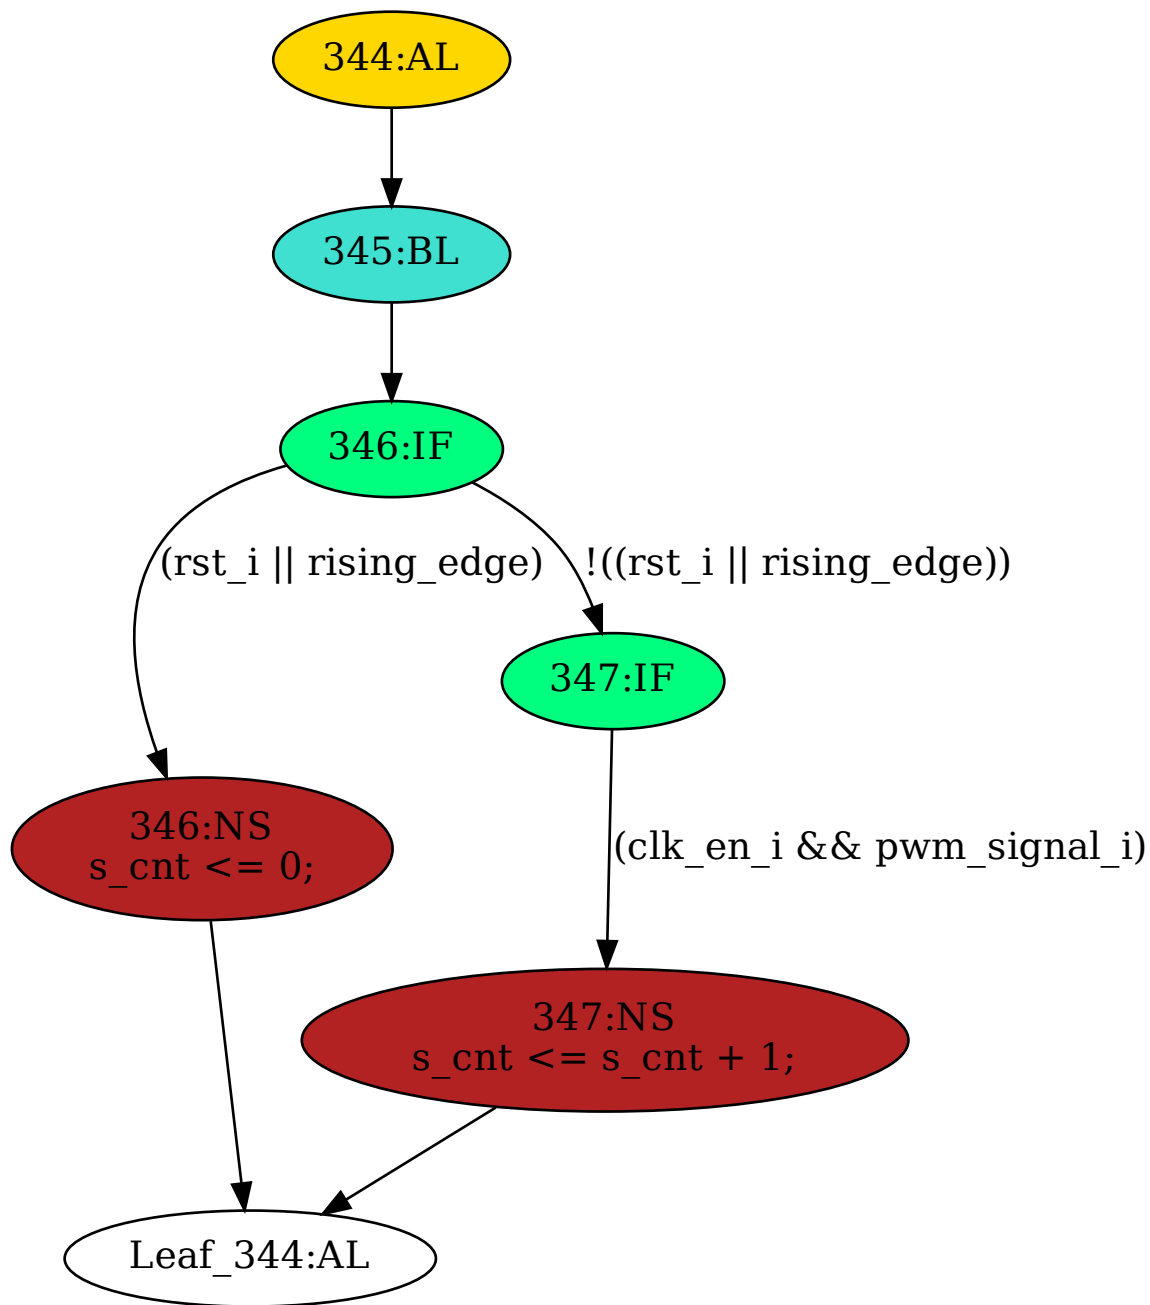 344:AL
345:BL
346:IF
(rst_i || rising_edge)
!((rst_i || rising_edge))
347:IF
346:NS
s_cnt <= 0;
(clk_en_i && pwm_signal_i)
347:NS
s_cnt <= s_cnt + 1;
Leaf_344:AL